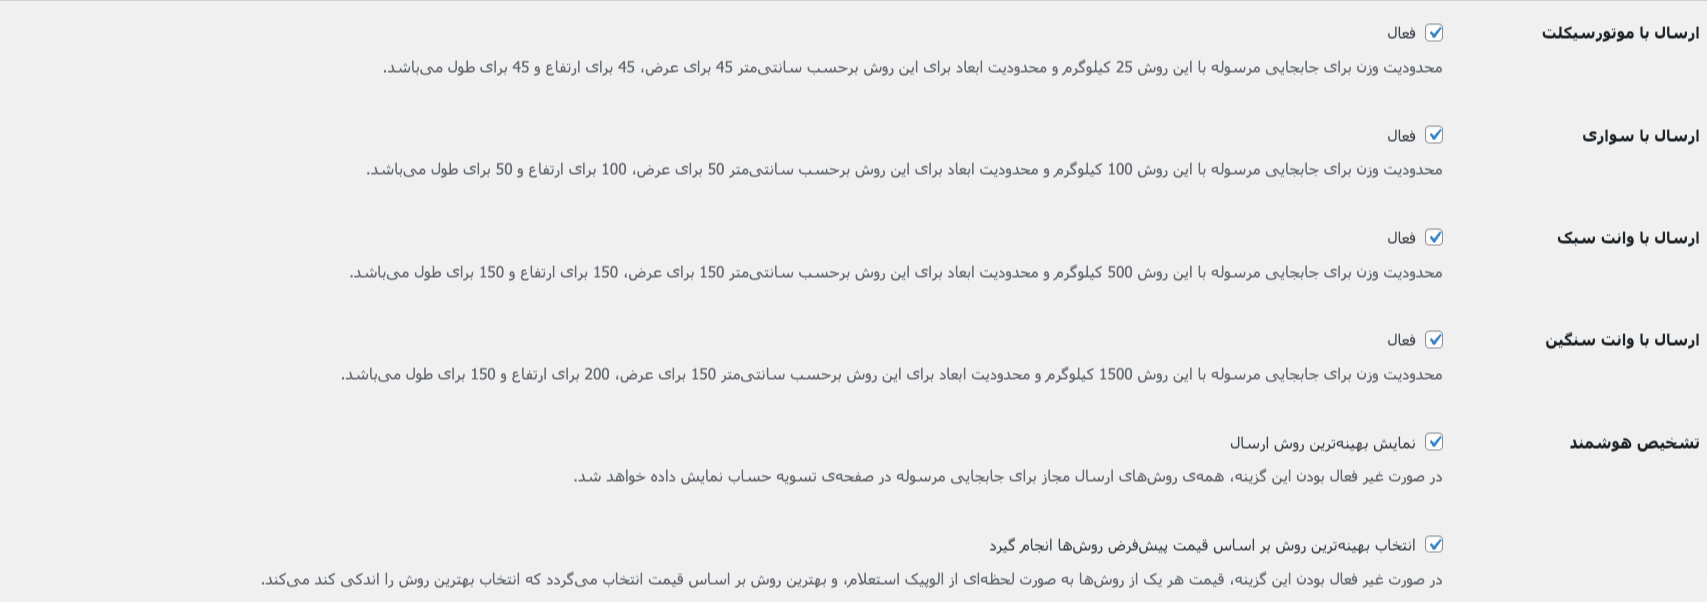 ارسال با موتورسیکلت
فعال
محدودیت وزن برای جابجایی مرسوله با این روش 25 کیلوگرم و محدودیت ابعاد برای این روش برحسب سانتی‌متر 45 برای عرض، 45 برای ارتفاع و 45 برای طول می‌باشد.
ارسال با سواری
فعال
محدودیت وزن برای جابجایی مرسوله با این روش 100 کیلوگرم و محدودیت ابعاد برای این روش برحسب سانتی‌متر 50 برای عرض، 100 برای ارتفاع و 50 برای طول می‌باشد.
ارسال با وانت سبک
فعال
محدودیت وزن برای جابجایی مرسوله با این روش 500 کیلوگرم و محدودیت ابعاد برای این روش برحسب سانتی‌متر 150 برای عرض، 150 برای ارتفاع و 150 برای طول می‌باشد.
ارسال با وانت سنگین
فعال
محدودیت وزن برای جابجایی مرسوله با این روش 1500 کیلوگرم و محدودیت ابعاد برای این روش برحسب سانتی‌متر 150 برای عرض، 200 برای ارتفاع و 150 برای طول می‌باشد.
تشخیص هوشمند
نمایش بهینه‌ترین روش ارسال
در صورت غیر فعال بودن این گزینه، همه‌ی روش‌های ارسال مجاز برای جابجایی مرسوله در صفحه‌ی تسویه حساب نمایش داده خواهد شد.
انتخاب بهینه‌ترین روش بر اساس قیمت پیش‌فرض روش‌ها انجام گیرد
در صورت غیر فعال بودن این گزینه، قیمت هر یک از روش‌ها به صورت لحظه‌ای از الوپیک استعلام، و بهترین روش بر اساس قیمت انتخاب می‌گردد که انتخاب بهترین روش را اندکی کند می‌کند.